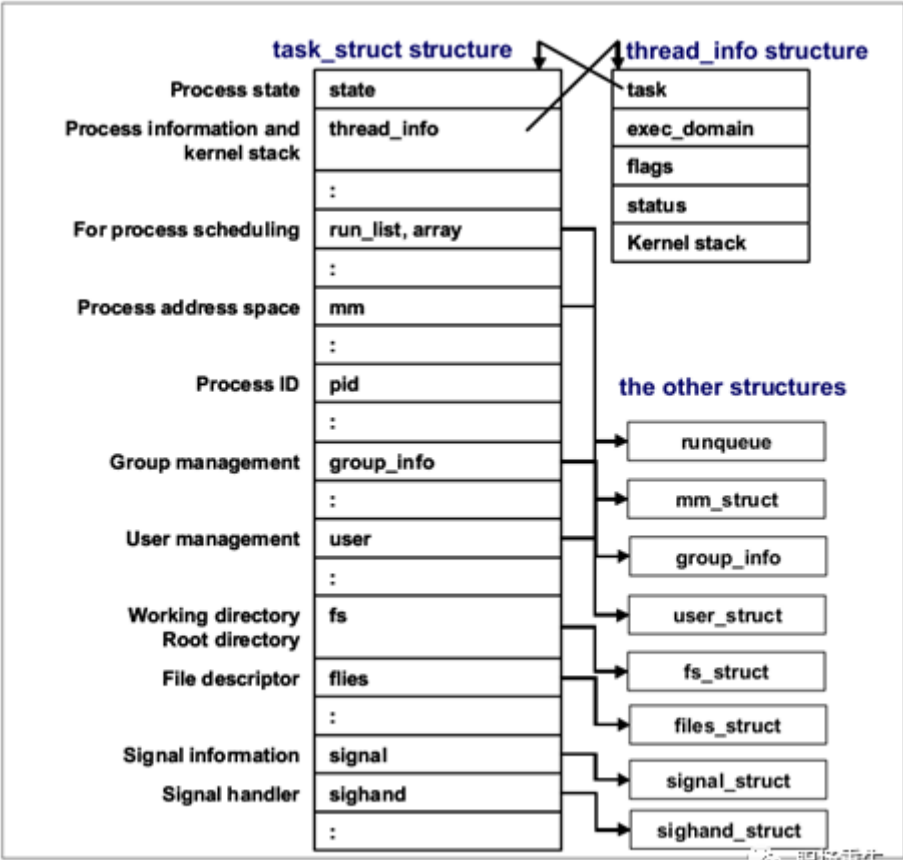 task_struct structure
thread_info structure
Process state
state
task
Process information and
kernel stack
thread_info
exec_domain
flags
:
status
For process scheduling
run_list, array
Kernel stack
:
Process address space
mm
:
Process ID
pid
the other structures
:
runqueue
Group management
group_info
:
mm_struct
User management
user
group_info
:
Working directory
Root directory
fs
user_struct
fs_struct
File descriptor
flies
:
files_struct
Signal information
signal
signal_struct
Signal handler
sighand
:
sighand_struct